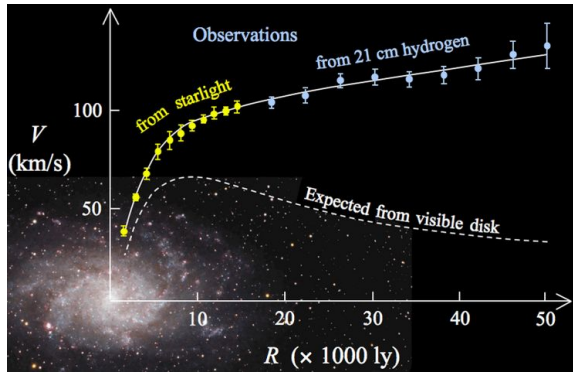 Observations
from 21 cm hydrogen
from starlight
100
V
(km/s)
50
Expected from visible disk
10
20
30
40
50
R (× 1000 ly)